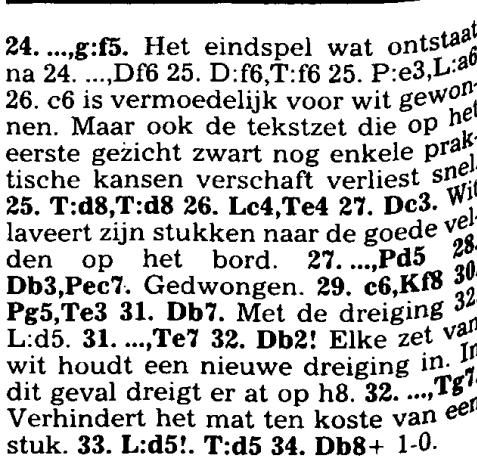 24. ...,g:f5. Het eindspel wat ontstaat
na 24. ...,Df6 25. D:f6,T:f6 25. P:e3,L:a6
26. c6 is vermoedelijk voor wit gewon-
nen. Maar ook de tekstzet die op het
eerste gezicht zwart nog enkele prak-
tische kansen verschaft verliest snel.
25. T:d8,T:d8 26. Lc4,Te4 27. Dc3. Wit
laveert zijn stukken naar de goede vel-
den op het bord. 27. ...,Pd5 28.
Db3,Pec7. Gedwongen. 29. c6,Kf8 30.
Pg5,Te3 31. Db7. Met de dreiging 32.
L:d5. 31. ...,Te7 32. Db2! Elke zet van
wit houdt een nieuwe dreiging in. In
dit geval dreigt er at op h8. 32. ...,Tg7.
Verhindert het mat ten koste van een
stuk. 33. L:d5!. T:d5 34. Db8+ 1-0.